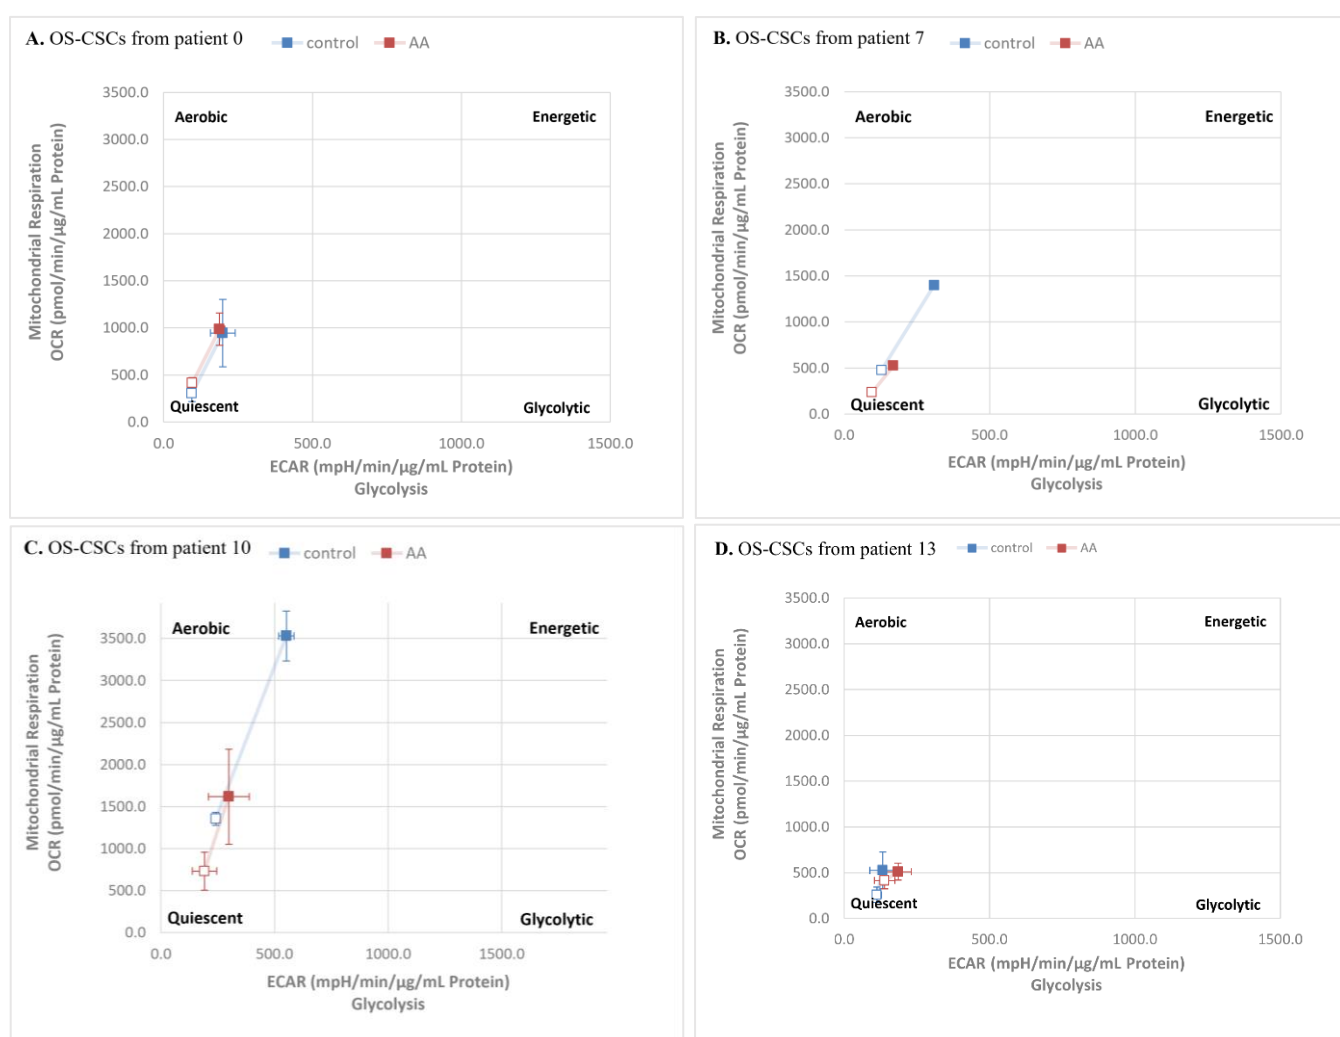 A. OS-CSCs from patient 0
control
AA
3500.0
3000.0
2500.0
2000.0
1500.0
1000.0
500.0
0.0
Mitochondrial Respiration
OCR (pmol/min/µg/mL Protein)
Aerobic
Energetic
Quiescent
Glycolytic
0.0
500.0
1000.0
1500.0
ECAR (mpH/min/µg/mL Protein)
Glycolysis
B. OS-CSCs from patient 7
control
AA
3500.0
3000.0
2500.0
2000.0
1500.0
1000.0
500.0
0.0
Mitochondrial Respiration
OCR (pmol/min/µg/mL Protein)
Aerobic
Energetic
Quiescent
Glycolytic
0.0
500.0
1000.0
1500.0
ECAR (mpH/min/µg/mL Protein)
Glycolysis
C. OS-CSCs from patient 10
control
AA
3500.0
3000.0
2500.0
2000.0
1500.0
1000.0
500.0
0.0
Mitochondrial Respiration
OCR (pmol/min/µg/mL Protein)
Aerobic
Energetic
Quiescent
Glycolytic
0.0
500.0
1000.0
1500.0
ECAR (mpH/min/µg/mL Protein)
Glycolysis
D. OS-CSCs from patient 13
control
AA
3500.0
3000.0
2500.0
2000.0
1500.0
1000.0
500.0
0.0
Mitochondrial Respiration
OCR (pmol/min/µg/mL Protein)
Aerobic
Energetic
Quiescent
Glycolytic
0.0
500.0
1000.0
1500.0
ECAR (mpH/min/µg/mL Protein)
Glycolysis